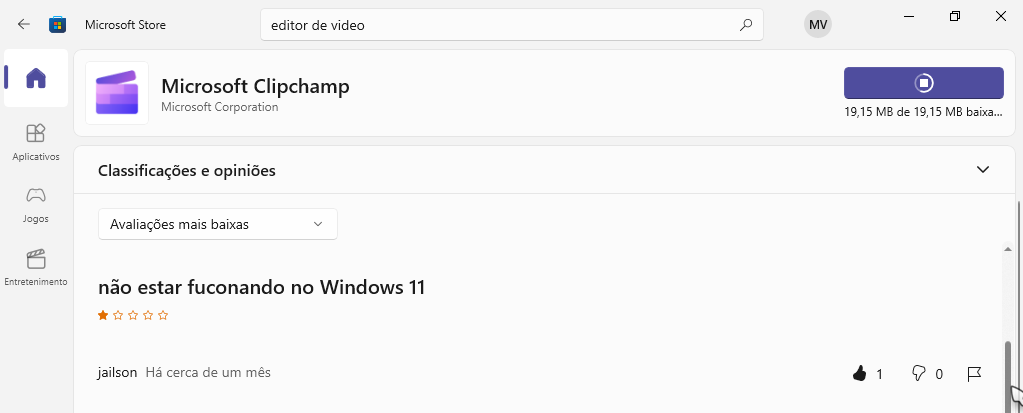 Microsoft Store
editor de video
MV
Microsoft Clipchamp
Microsoft Corporation
19,15 MB de 19,15 MB baixa...
Aplicativos
Jogos
Entretenimento
Classificações e opiniões
Avaliações mais baixas
não estar fuconando no Windows 11
jailson Há cerca de um mês
1
0